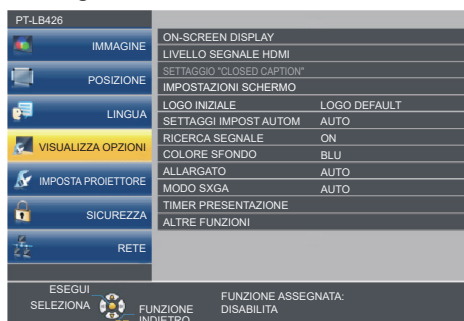 PT-LB426
IMMAGINE
POSIZIONE
LINGUA
VISUALIZZA OPZIONI
IMPOSTA PROIETTORE
SICUREZZA
RETE
ON-SCREEN DISPLAY
LIVELLO SEGNALE HDMI
SETTAGGIO "CLOSED CAPTION"
IMPOSTAZIONI SCHERMO
LOGO INIZIALE LOGO DEFAULT
SETTAGGI IMPOST AUTOM AUTO
RICERCA SEGNALE ON
COLORE SFONDO BLU
ALLARGATO AUTO
MODO SXGA AUTO
TIMER PRESENTAZIONE
ALTRE FUNZIONI
ESEGUI
SELEZIONA
FUNZIONE
INDIETRO
FUNZIONE ASSEGNATA:
DISABILITA